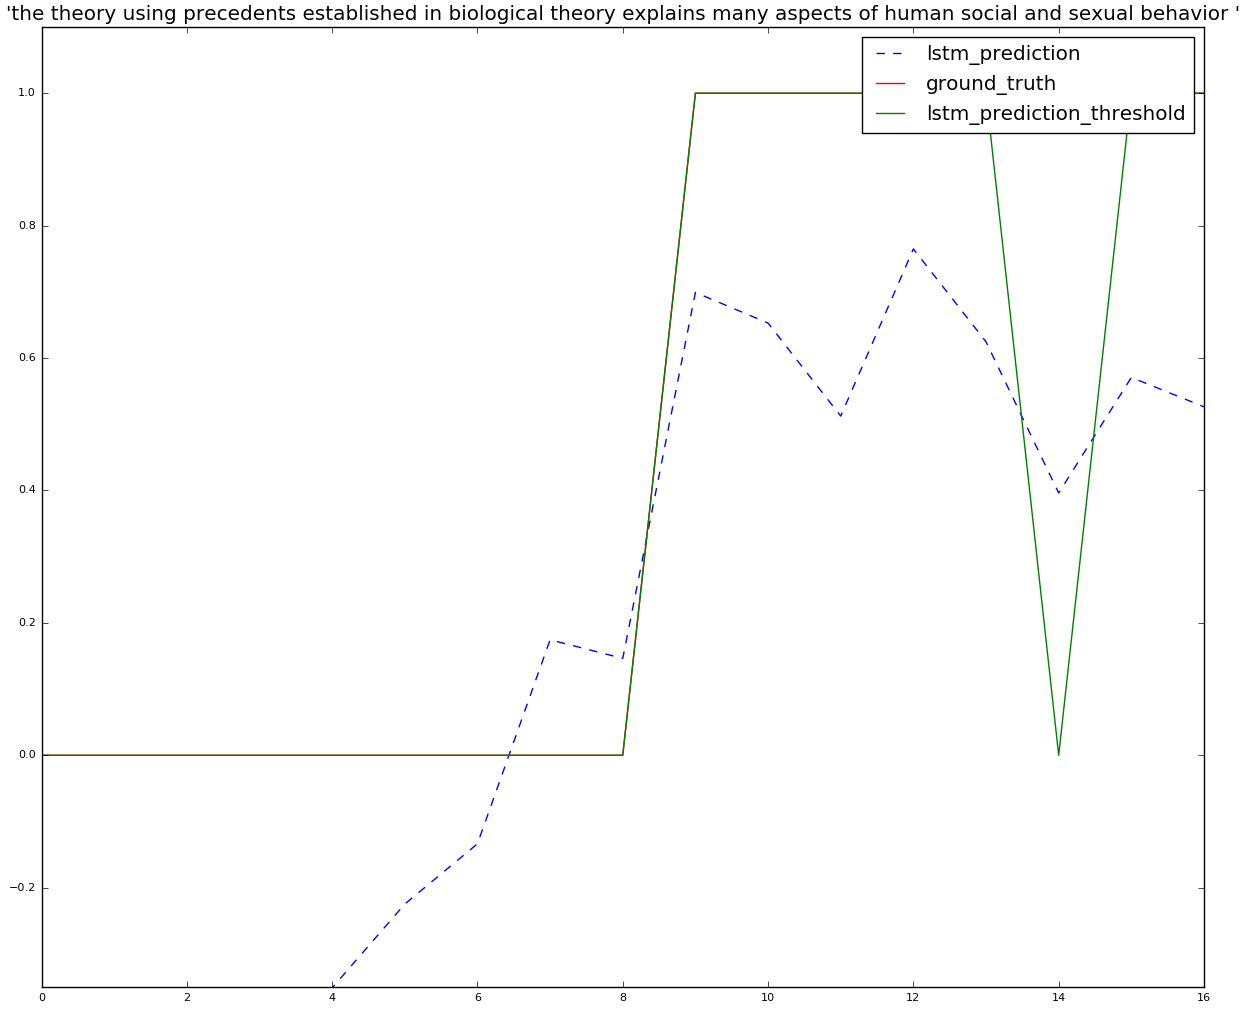 'the theory using precedents established in biological theory explains many aspects of human social and sexual behavior '
lstm_prediction
ground_truth
lstm_prediction_threshold
1.0
0.8
0.6
0.4
0.2
0.0
−0.2
0 2 4 6 8 10 12 14 16